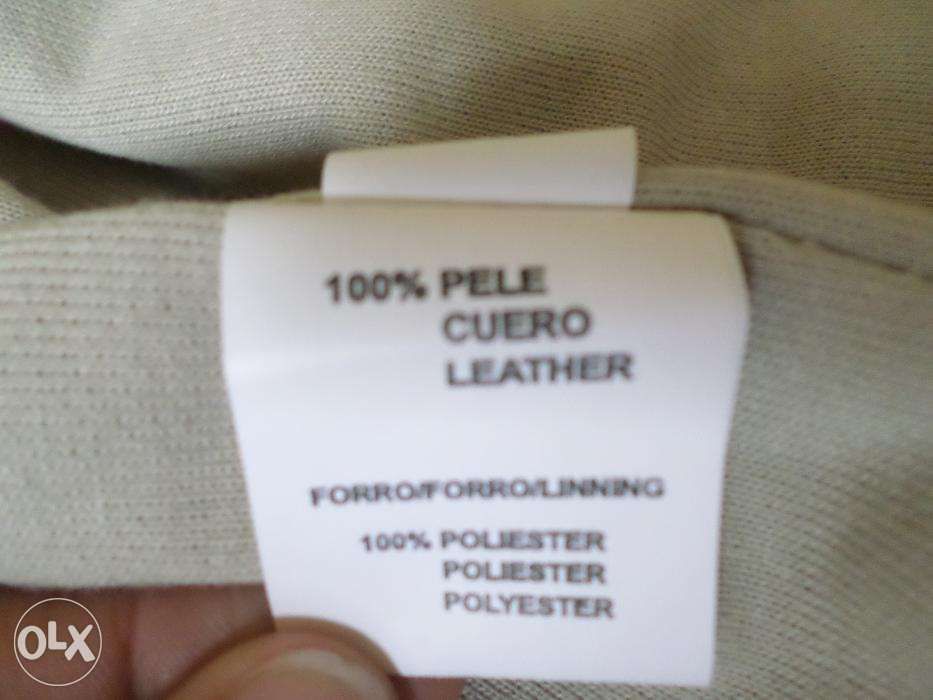 100% PELE
CUERO
LEATHER
FORRO/FORRO/LINNING
100% POLIESTER
POLIESTER
POLYESTER
OLX